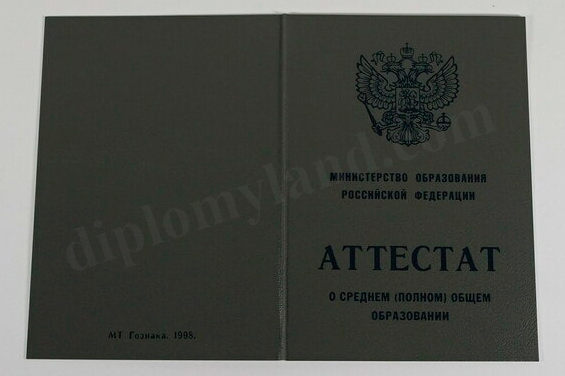 МИНИСТЕРСТВО ОБРАЗОВАНИЯ
РОССИЙСКОЙ ФЕДЕРАЦИИ
АТТЕСТАТ
О СРЕДНЕМ (ПОЛНОМ) ОБЩЕМ
ОБРАЗОВАНИИ
МТ Гознака. 1998.
diplomyland.com